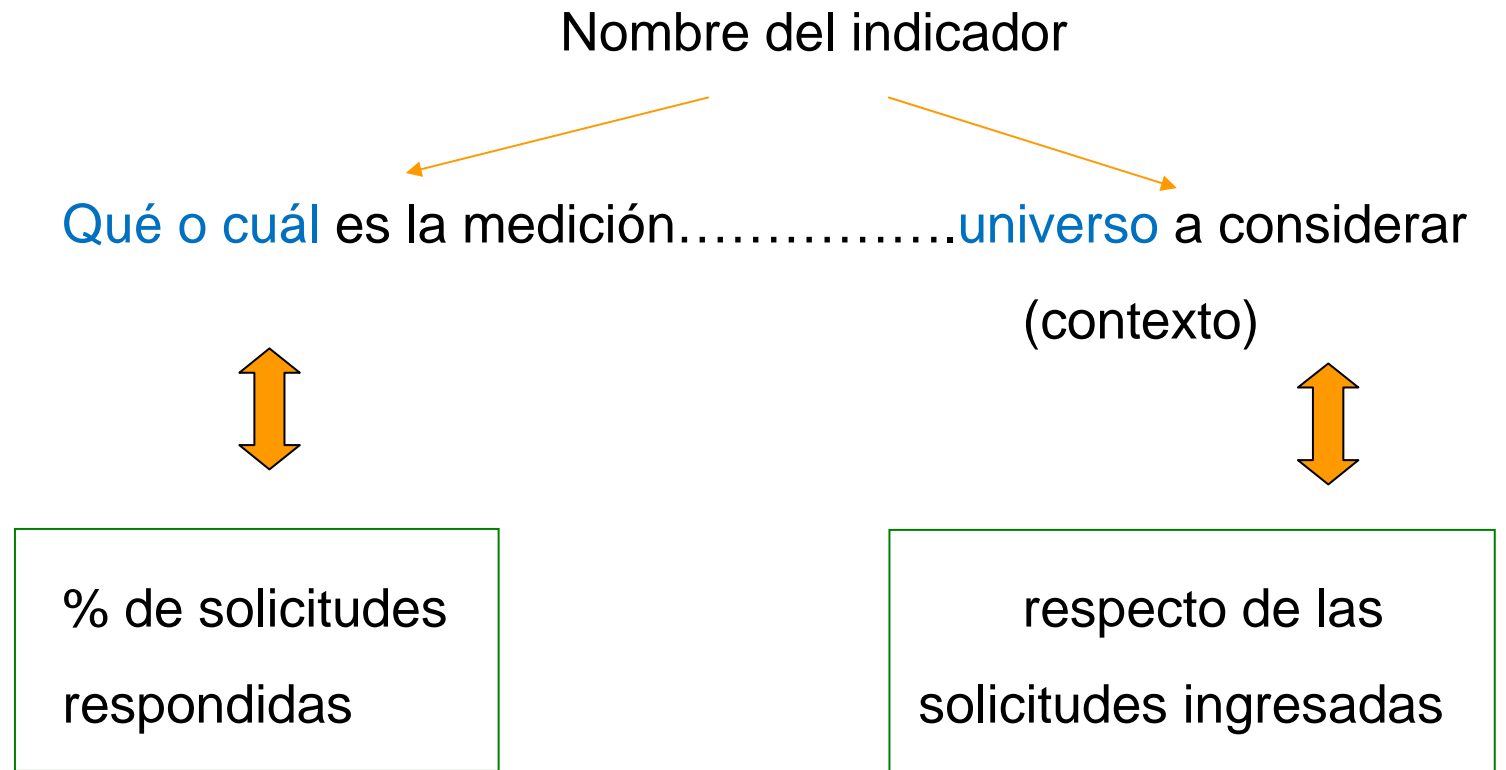 Nombre del indicador
Qué o cuál es la medición…………….universo a considerar
(contexto)
% de solicitudes
respondidas
respecto de las
solicitudes ingresadas